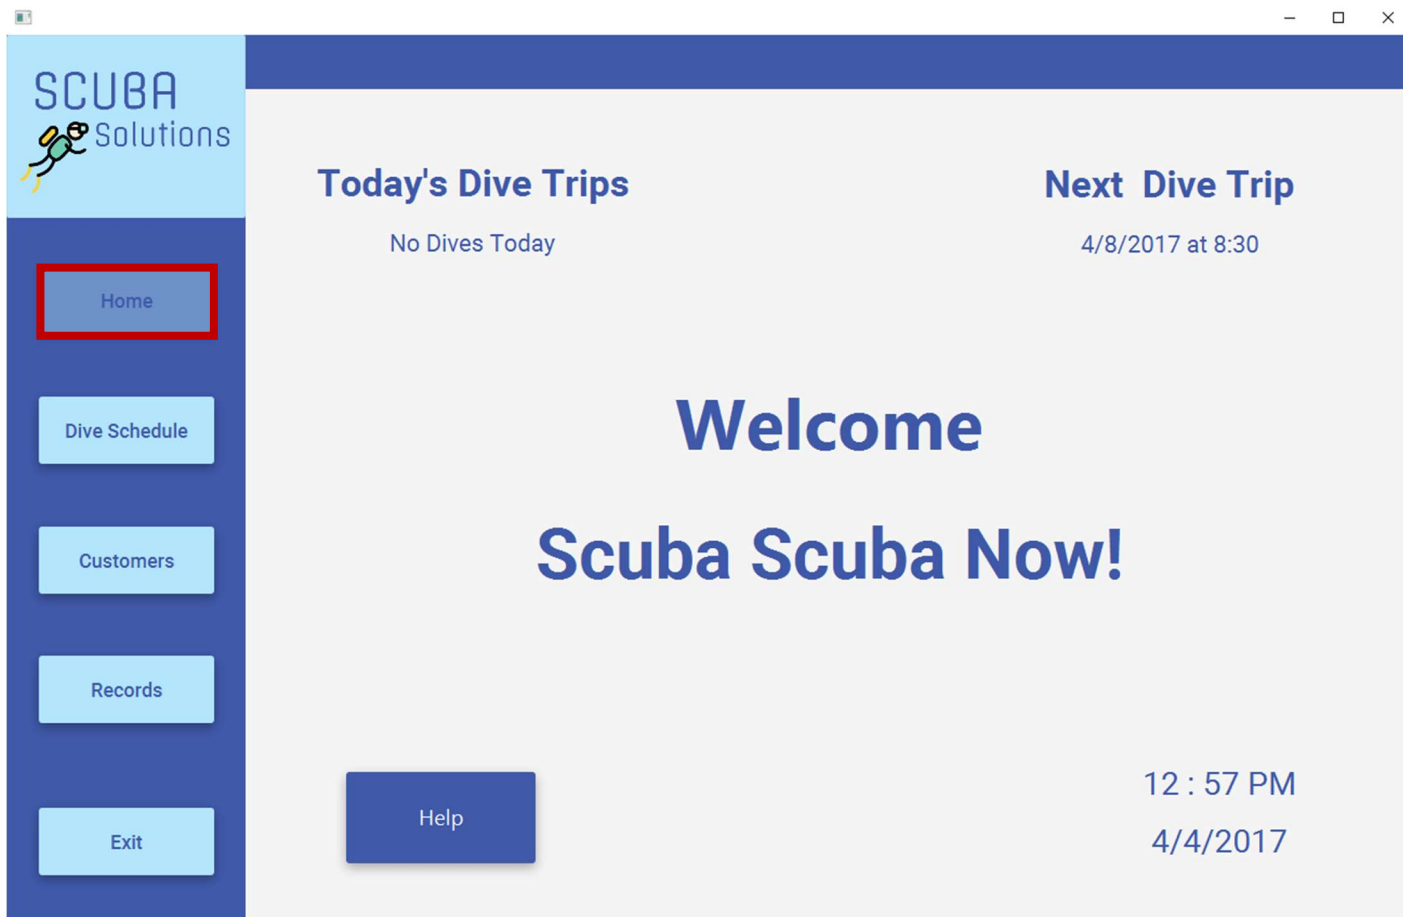 SCUBA
Solutions
Home
Dive Schedule
Customers
Records
Exit
Today's Dive Trips
No Dives Today
Next  Dive Trip
4/8/2017 at 8:30
Welcome
Scuba Scuba Now!
Help
12 : 57 PM
4/4/2017